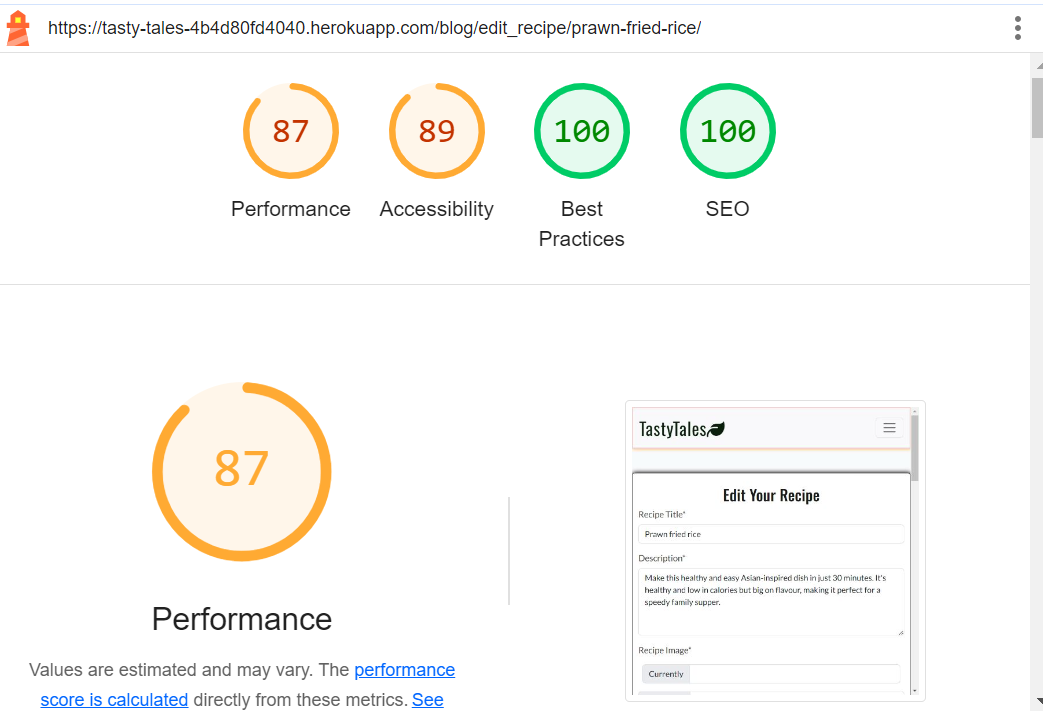 https://tasty-tales-4b4d80fd4040.herokuapp.com/blog/edit_recipe/prawn-fried-rice/
87
89
100
100
Performance
Accessibility
Best
Practices
SEO
87
Performance
Values are estimated and may vary. The performance
score is calculated directly from these metrics. See
TastyTales
Edit Your Recipe
Recipe Title*
Prawn fried rice
Description*
Make this healthy and easy Asian-inspired dish in just 30 minutes. It's
healthy and low in calories but big on flavour, making it perfect for a
speedy family supper.
Recipe Image*
Currently